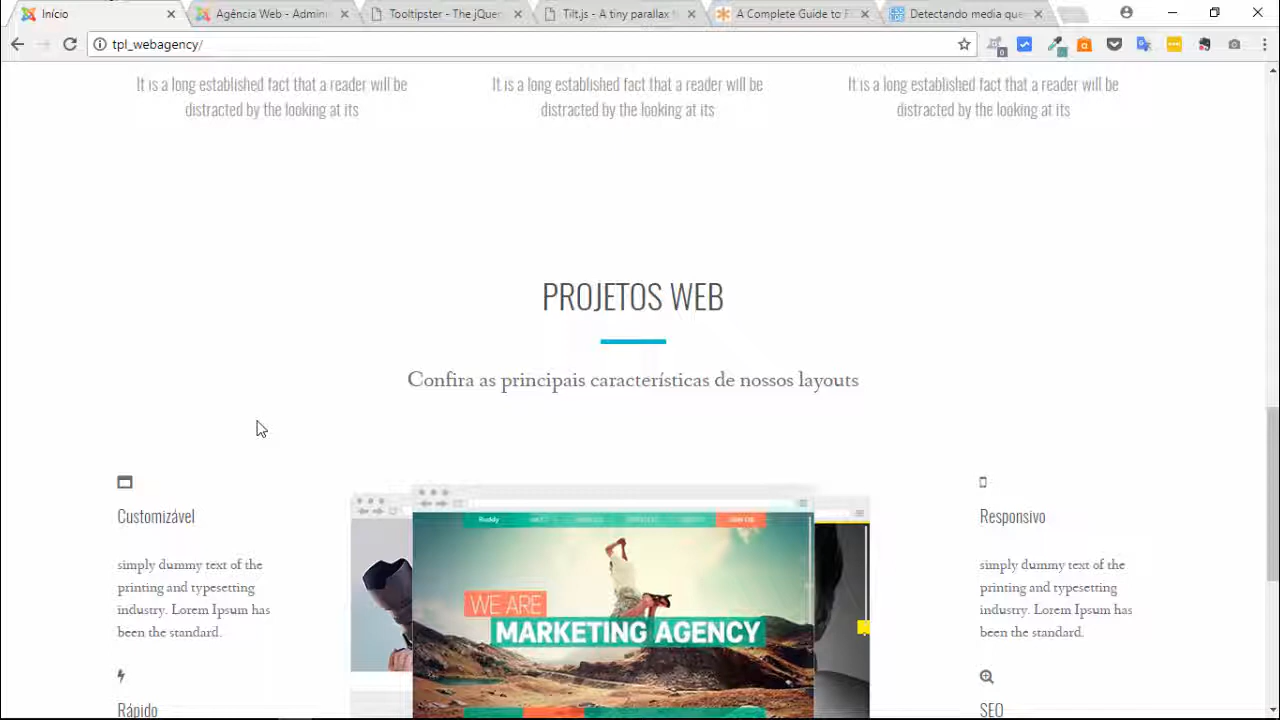 Início
Agência Web - Admini
Tooltipster - The jQuer
Tilt.js - A tiny parallax
A Complete Guide to F
Detectando media que
tpl_webagency/
It is a long established fact that a reader will be
distracted by the looking at its
It is a long established fact that a reader will be
distracted by the looking at its
It is a long established fact that a reader will be
distracted by the looking at its
PROJETOS WEB
Confira as principais características de nossos layouts
Customizável
simply dummy text of the
printing and typesetting
industry. Lorem Ipsum has
been the standard.
Rápido
WE ARE
MARKETING AGENCY
Responsivo
simply dummy text of the
printing and typesetting
industry. Lorem Ipsum has
been the standard.
SEO